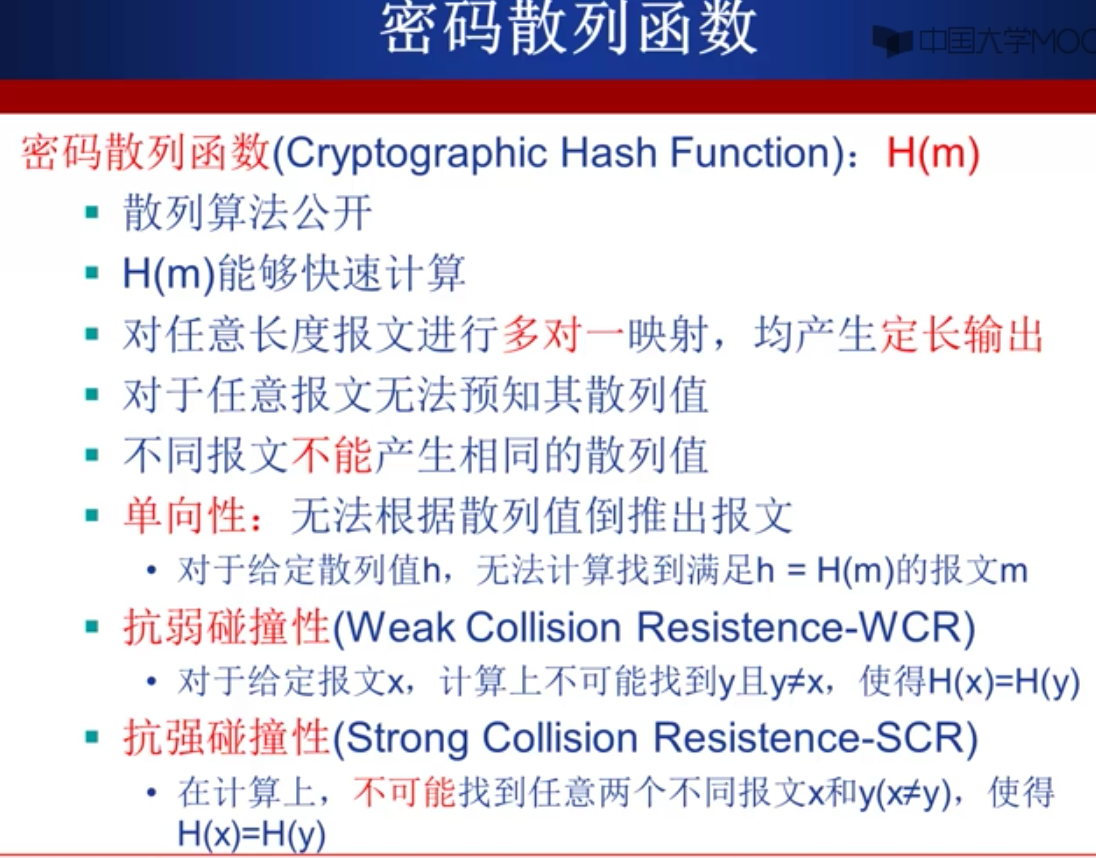 密码散列函数
中国大学MOO
密码散列函数(Cryptographic Hash Function)：H(m)
▪ 散列算法公开
▪ H(m)能够快速计算
▪ 对任意长度报文进行多对一映射，均产生定长输出
▪ 对于任意报文无法预知其散列值
▪ 不同报文不能产生相同的散列值
▪ 单向性：无法根据散列值倒推出报文
• 对于给定散列值h，无法计算找到满足h = H(m)的报文m
▪ 抗弱碰撞性(Weak Collision Resistence-WCR)
• 对于给定报文x，计算上不可能找到y且y≠x，使得H(x)=H(y)
▪ 抗强碰撞性(Strong Collision Resistence-SCR)
• 在计算上，不可能找到任意两个不同报文x和y(x≠y)，使得
H(x)=H(y)